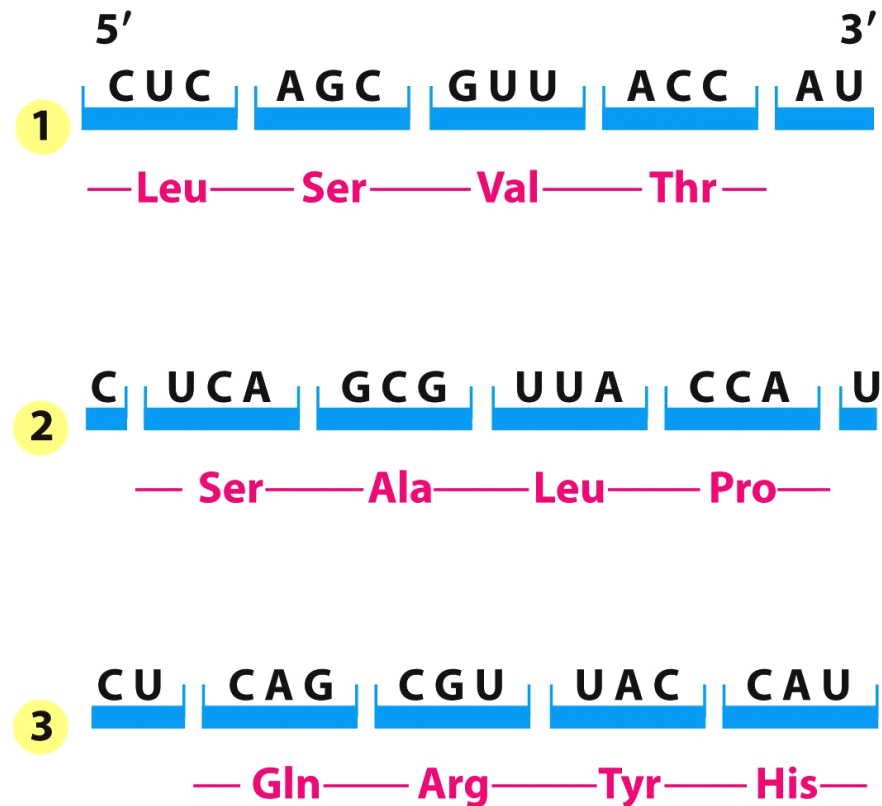 5′ 3′
CUC AGC GUU ACC AU
1
Leu Ser Val Thr
C UCA GCG UUA CCA U
2
Ser Ala Leu Pro
CU CAG CGU UAC CAU
3
Gln Arg Tyr His